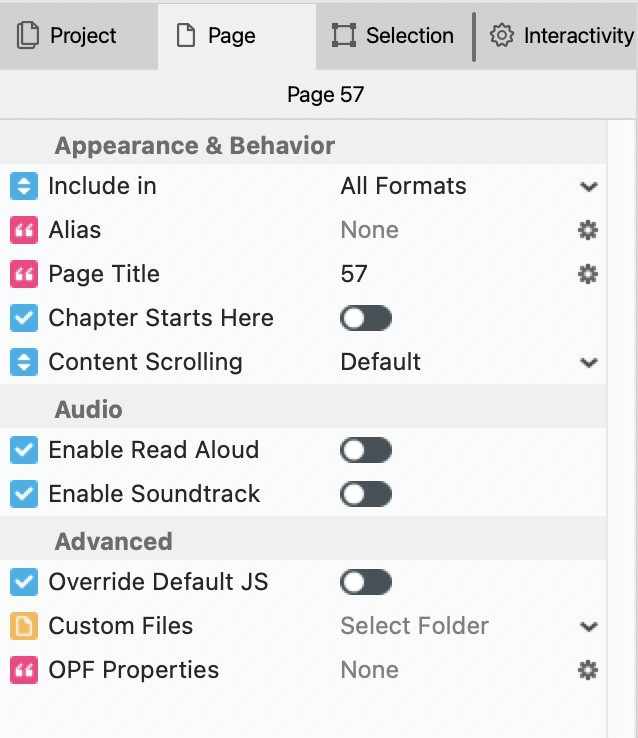 Project Page Selection Interactivity
Page 57
Appearance & Behavior
Include in All Formats
Alias None
Page Title 57
Chapter Starts Here
Content Scrolling Default
Audio
Enable Read Aloud
Enable Soundtrack
Advanced
Override Default JS
Custom Files Select Folder
OPF Properties None